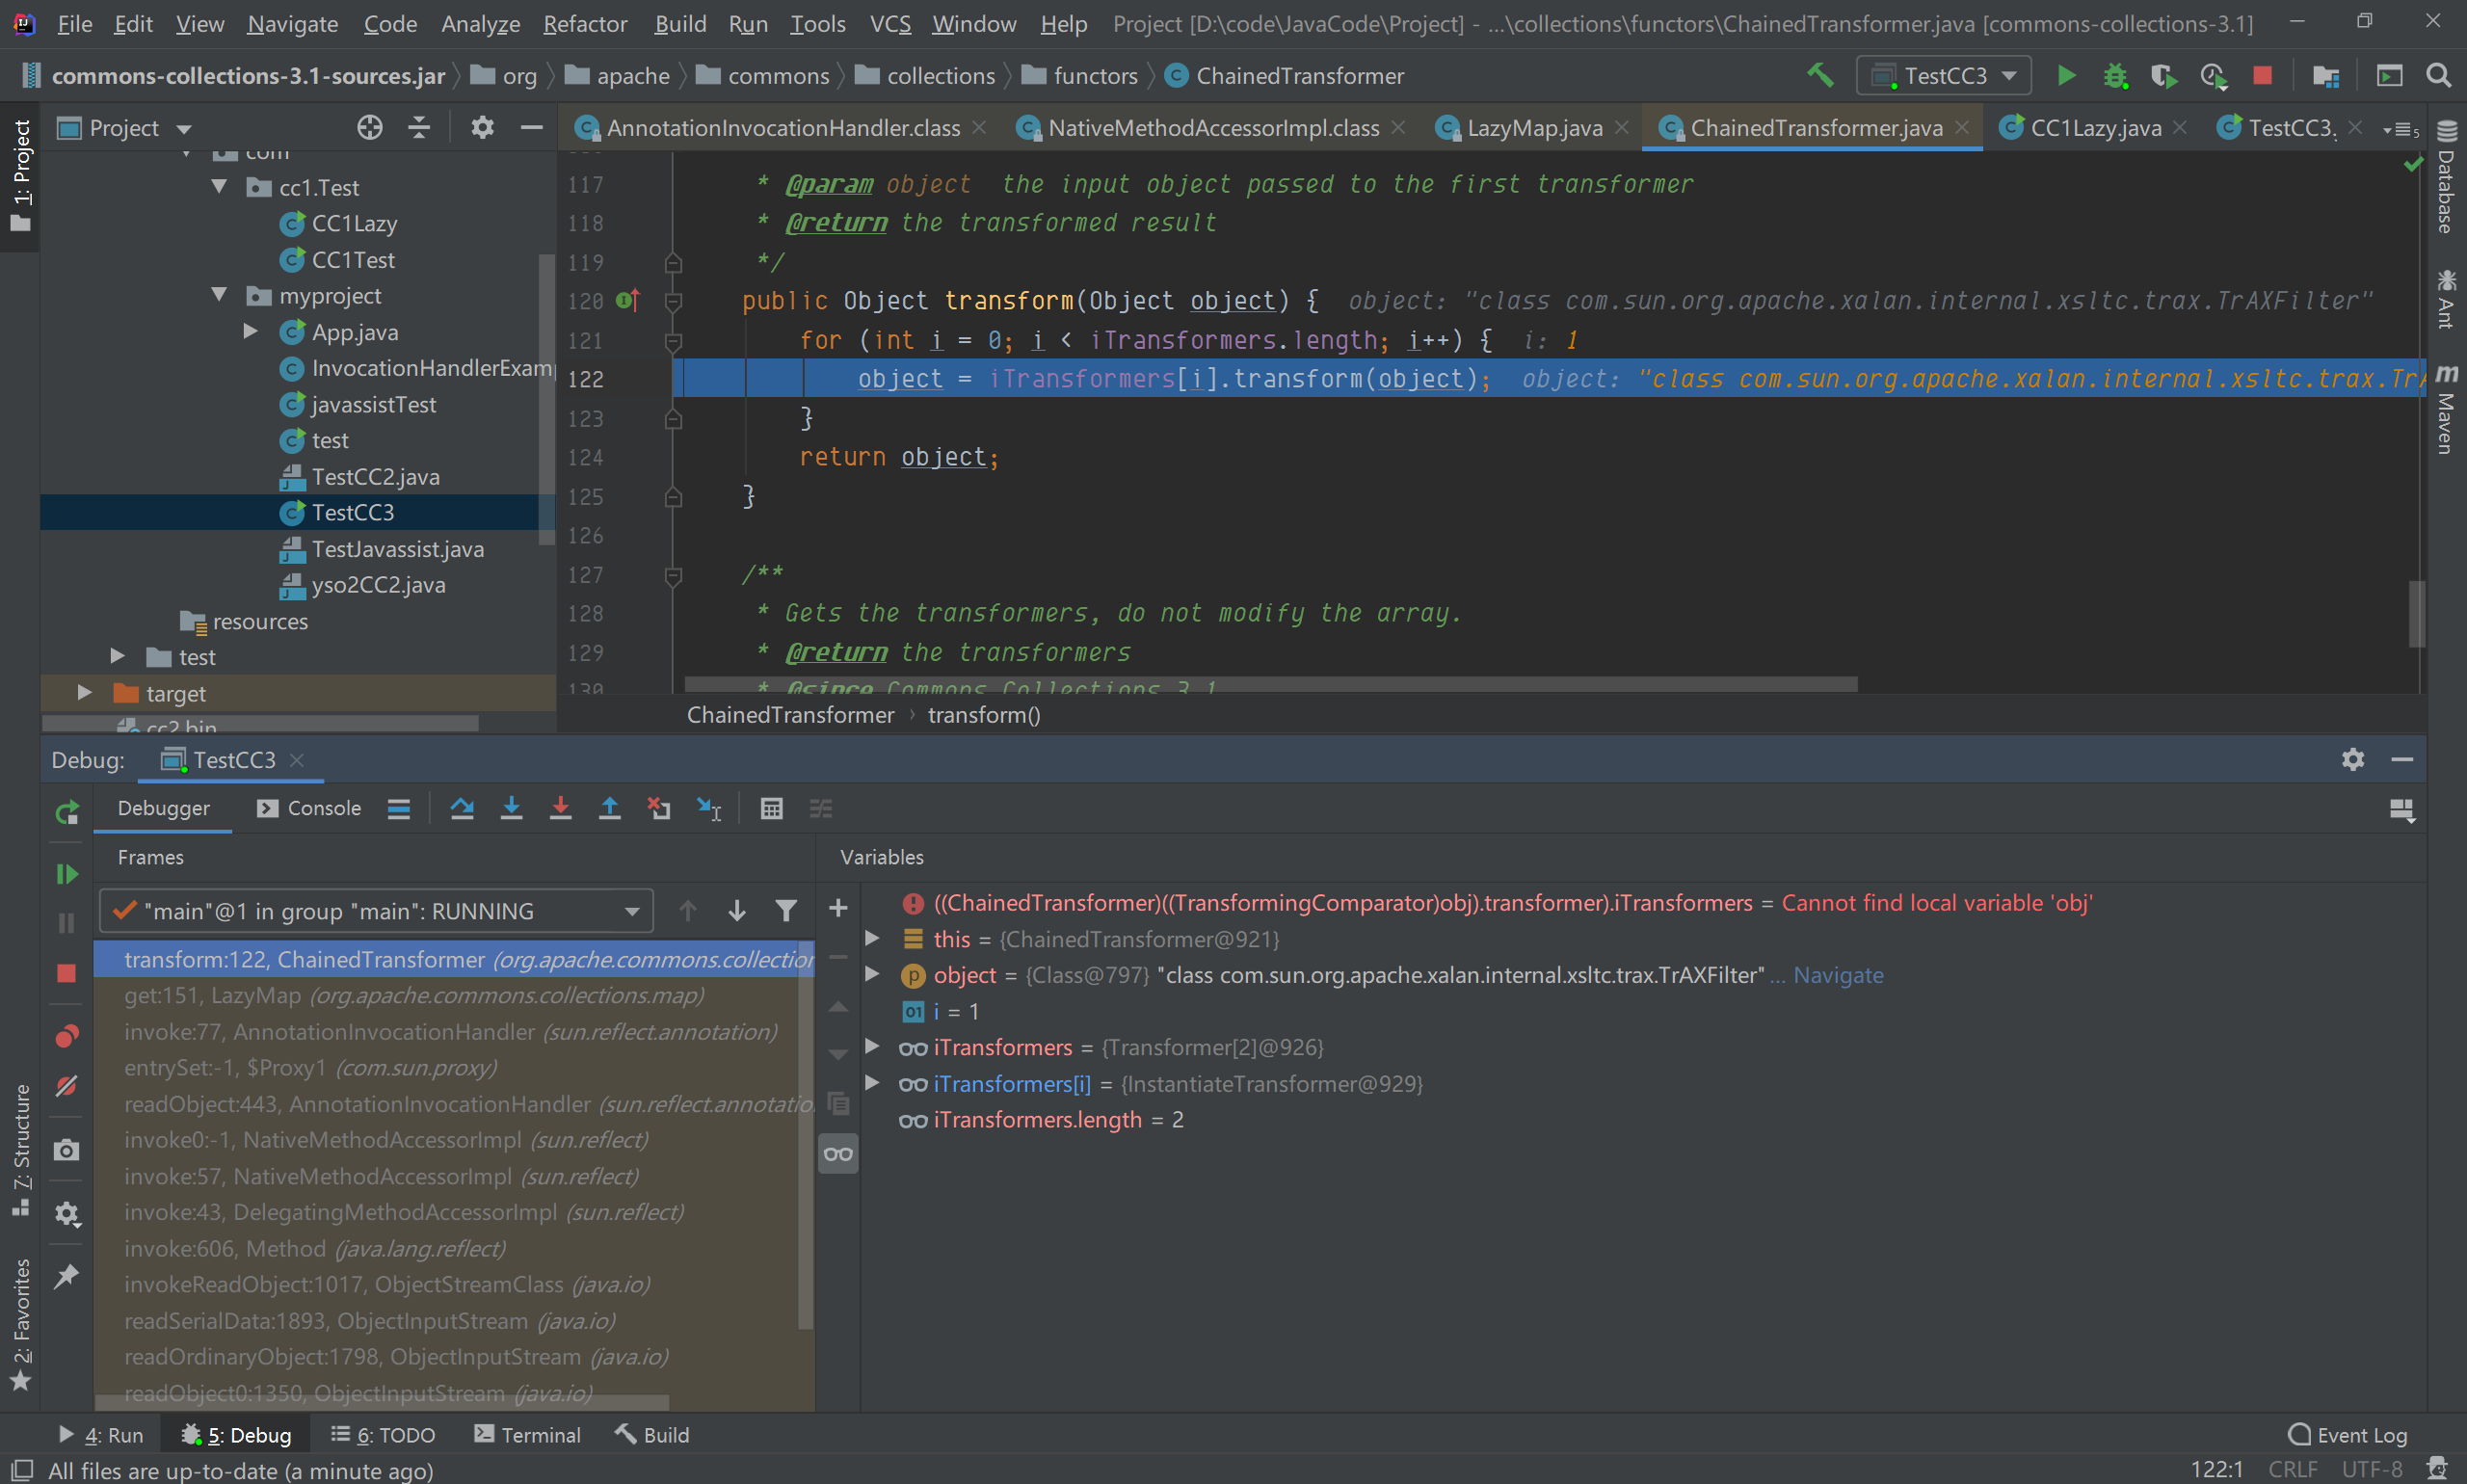 File Edit View Navigate Code Analyze Refactor Build Run Tools VCS Window Help Project [D:\code\JavaCode\Project] - ...\collections\functors\ChainedTransformer.java [commons-collections-3.1]
commons-collections-3.1-sources.jar org apache commons collections functors ChainedTransformer TestCC3
Project AnnotationInvocationHandler.class NativeMethodAccessorImpl.class LazyMap.java ChainedTransformer.java CC1Lazy.java TestCC3. 5
1: Project
7: Structure
2: Favorites
Database
Ant
Maven
com
cc1.Test
CC1Lazy
CC1Test
myproject
App.java
InvocationHandlerExam
javassistTest
test
TestCC2.java
TestCC3
TestJavassist.java
yso2CC2.java
resources
test
target
cc2.bin
117 * @param object the input object passed to the first transformer
118 * @return the transformed result
119 */
120 public Object transform(Object object) { object: "class com.sun.org.apache.xalan.internal.xsltc.trax.TrAXFilter"
121 for (int i = 0; i < iTransformers.length; i++) { i: 1
122 object = iTransformers[i].transform(object); object: "class com.sun.org.apache.xalan.internal.xsltc.trax.TrA
123 }
124 return object;
125 }
126
127 /**
128 * Gets the transformers, do not modify the array.
129 * @return the transformers
130 * @since Commons Collections 3.1
ChainedTransformer › transform()
Debug: TestCC3
Debugger Console
Frames
"main"@1 in group "main": RUNNING
transform:122, ChainedTransformer (org.apache.commons.collection
get:151, LazyMap (org.apache.commons.collections.map)
invoke:77, AnnotationInvocationHandler (sun.reflect.annotation)
entrySet:-1, $Proxy1 (com.sun.proxy)
readObject:443, AnnotationInvocationHandler (sun.reflect.annotatio
invoke0:-1, NativeMethodAccessorImpl (sun.reflect)
invoke:57, NativeMethodAccessorImpl (sun.reflect)
invoke:43, DelegatingMethodAccessorImpl (sun.reflect)
invoke:606, Method (java.lang.reflect)
invokeReadObject:1017, ObjectStreamClass (java.io)
readSerialData:1893, ObjectInputStream (java.io)
readOrdinaryObject:1798, ObjectInputStream (java.io)
readObject0:1350, ObjectInputStream (java.io)
Variables
((ChainedTransformer)((TransformingComparator)obj).transformer).iTransformers = Cannot find local variable 'obj'
this = {ChainedTransformer@921}
object = {Class@797} "class com.sun.org.apache.xalan.internal.xsltc.trax.TrAXFilter" ... Navigate
i = 1
iTransformers = {Transformer[2]@926}
iTransformers[i] = {InstantiateTransformer@929}
iTransformers.length = 2
4: Run 5: Debug 6: TODO Terminal Build Event Log
All files are up-to-date (a minute ago) 122:1 CRLF UTF-8